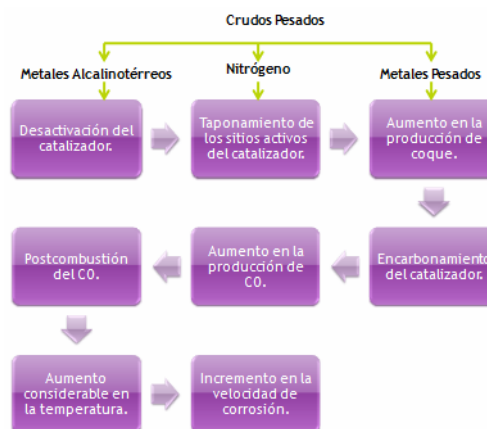 Crudos Pesados
Metales Alcalinotérreos
Nitrógeno
Metales Pesados
Desactivación del
catalizador.
Taponamiento de
los sitios activos
del catalizador.
Aumento en la
producción de
coque.
Postcombustión
del CO.
Aumento en la
producción de
CO.
Encarbonamiento
del catalizador.
Aumento
considerable en
la temperatura.
Incremento en la
velocidad de
corrosión.